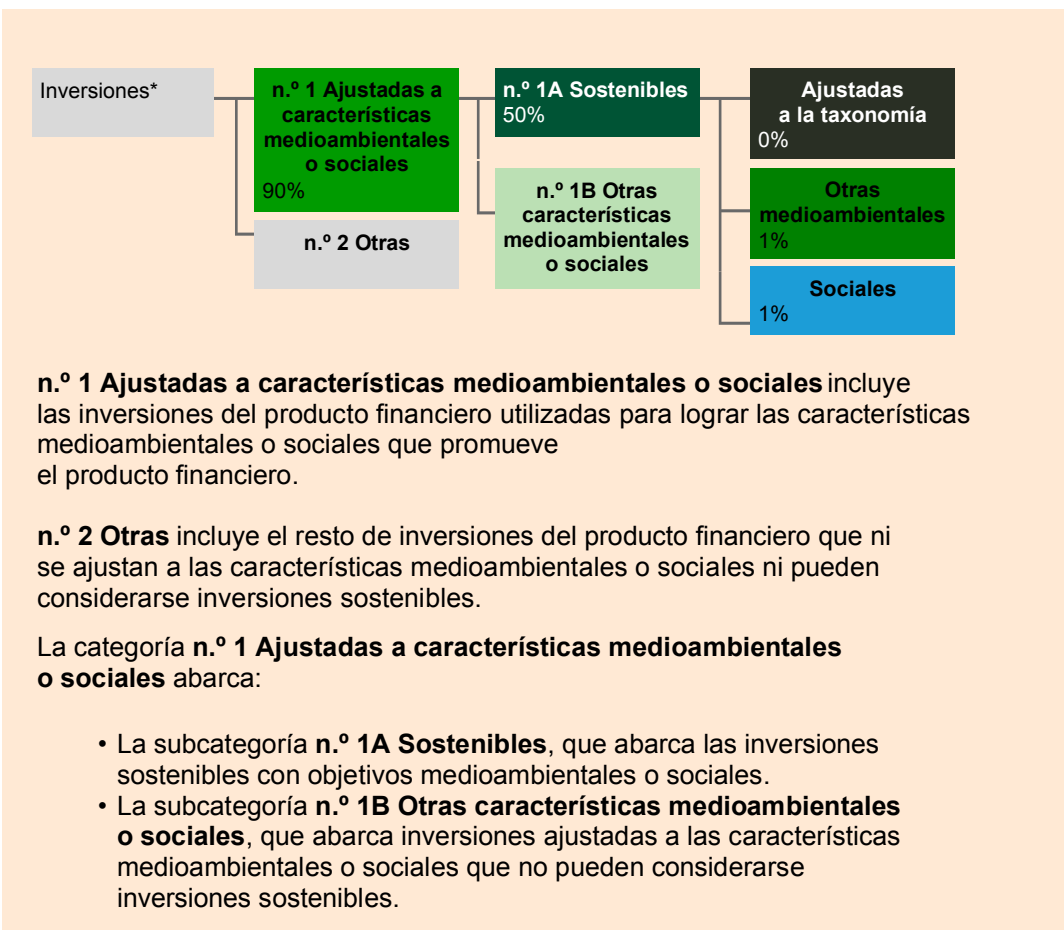 Inversiones*
n.º 1 Ajustadas a
características
medioambientales
o sociales
90%
n.º 2 Otras
n.º 1A Sostenibles
50%
n.º 1B Otras
características
medioambientales
o sociales
Ajustadas
a la taxonomía
0%
Otras
medioambientales
1%
Sociales
1%
n.º 1 Ajustadas a características medioambientales o sociales incluye
las inversiones del producto financiero utilizadas para lograr las características
medioambientales o sociales que promueve
el producto financiero.
n.º 2 Otras incluye el resto de inversiones del producto financiero que ni
se ajustan a las características medioambientales o sociales ni pueden
considerarse inversiones sostenibles.
La categoría n.º 1 Ajustadas a características medioambientales
o sociales abarca:
• La subcategoría n.º 1A Sostenibles, que abarca las inversiones
sostenibles con objetivos medioambientales o sociales.
• La subcategoría n.º 1B Otras características medioambientales
o sociales, que abarca inversiones ajustadas a las características
medioambientales o sociales que no pueden considerarse
inversiones sostenibles.